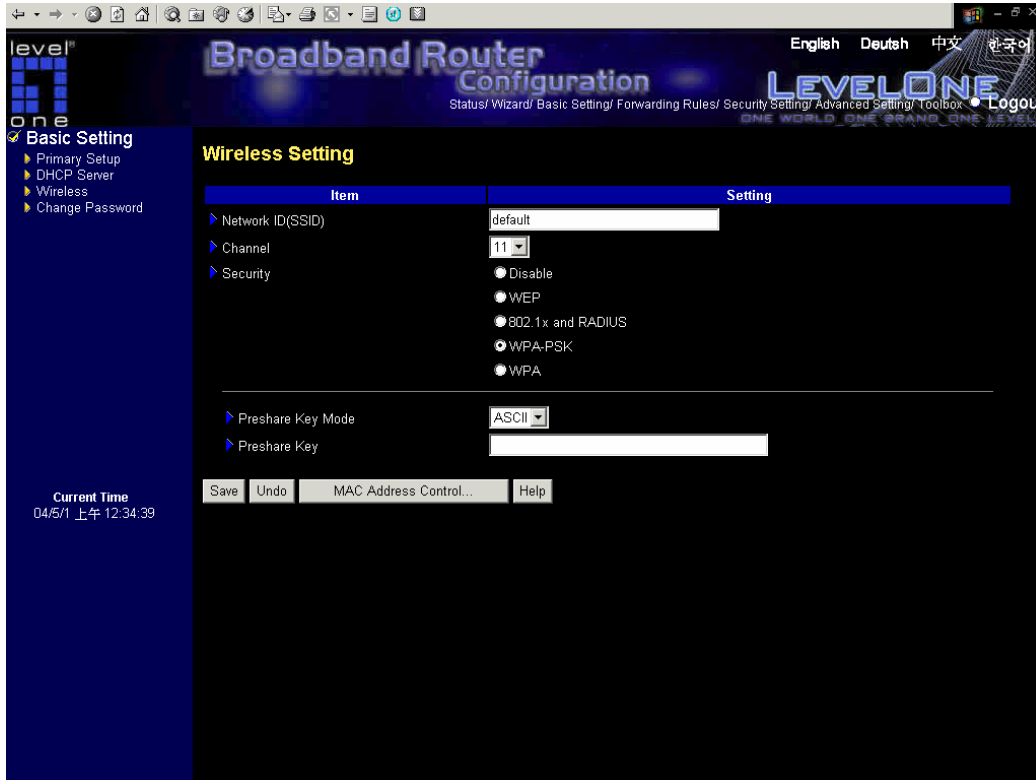 level®
one
Broadband Router
Configuration
English Deutsh 中文 한국어
LEVELONE
Status/ Wizard/ Basic Setting/ Forwarding Rules/ Security Setting/ Advanced Setting/ Toolbox Logou
ONE WORLD ONE BRAND ONE LEVEL
Basic Setting
Primary Setup
DHCP Server
Wireless
Change Password
Current Time
04/5/1 上午 12:34:39
Wireless Setting
Item Setting
Network ID(SSID) default
Channel 11
Security Disable
WEP
802.1x and RADIUS
WPA-PSK
WPA
Preshare Key Mode ASCII
Preshare Key
Save Undo MAC Address Control... Help